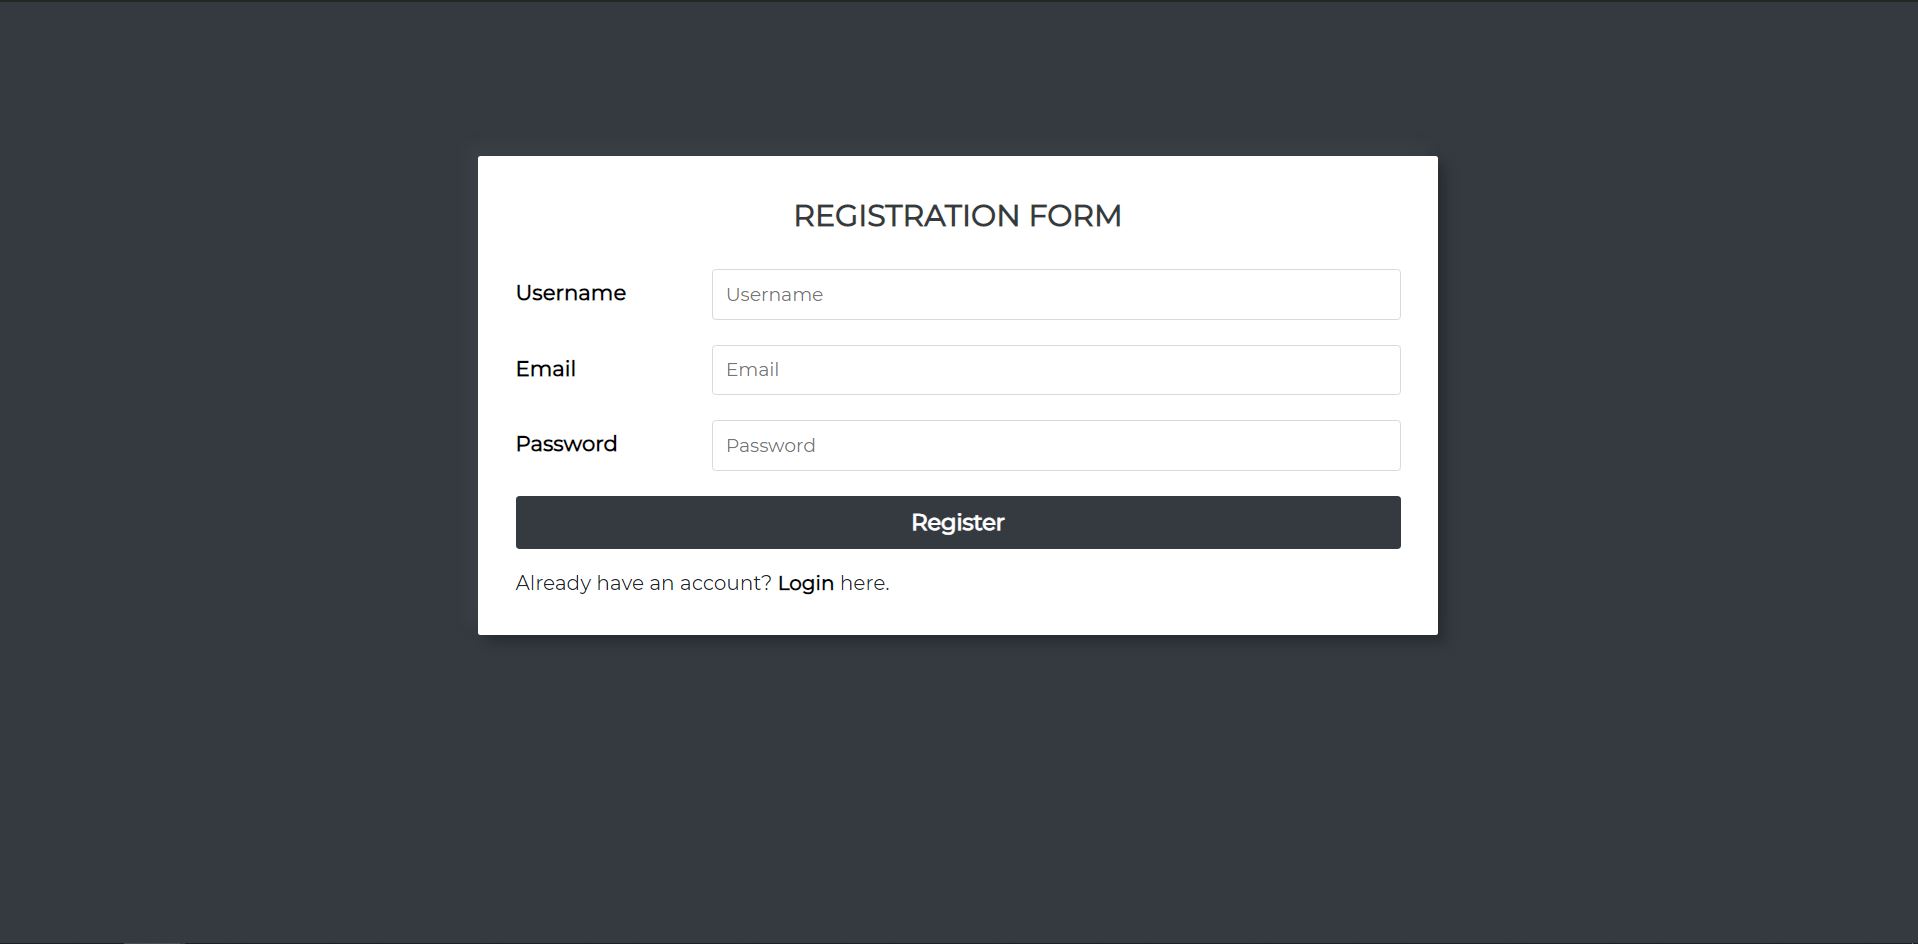 REGISTRATION FORM
Username Username
Email Email
Password Password
Register
Already have an account? Login here.